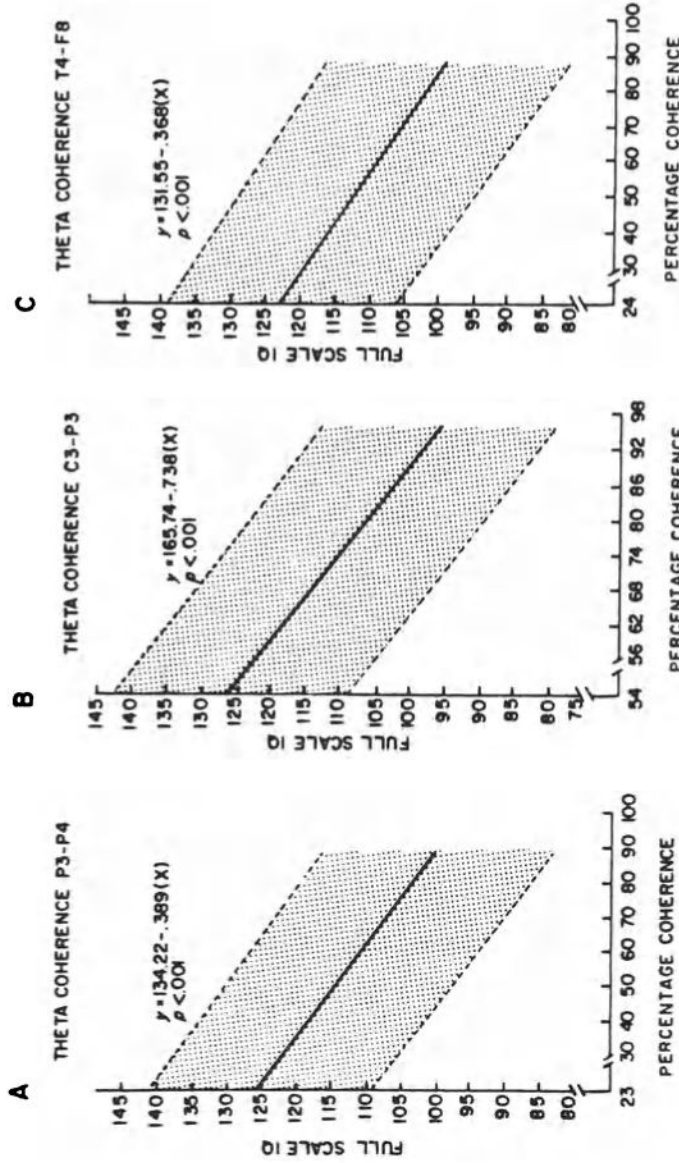 A
THETA COHERENCE P3-P4
y=134.22-.389(X)
p<.001
FULL SCALE IQ
145
140
135
130
125
120
115
110
105
100
95
90
85
80
23 30 40 50 60 70 80 90 100
PERCENTAGE COHERENCE
B
THETA COHERENCE C3-P3
y=165.74-.738(X)
p<.001
FULL SCALE IQ
145
140
135
130
125
120
115
110
105
100
95
90
85
80
75
54 56 62 68 74 80 86 92 98
PERCENTAGE COHERENCE
C
THETA COHERENCE T4-F8
y=131.55-.368(X)
p<.001
FULL SCALE IQ
145
140
135
130
125
120
115
110
105
100
95
90
85
80
24 30 40 50 60 70 80 90 100
PERCENTAGE COHERENCE